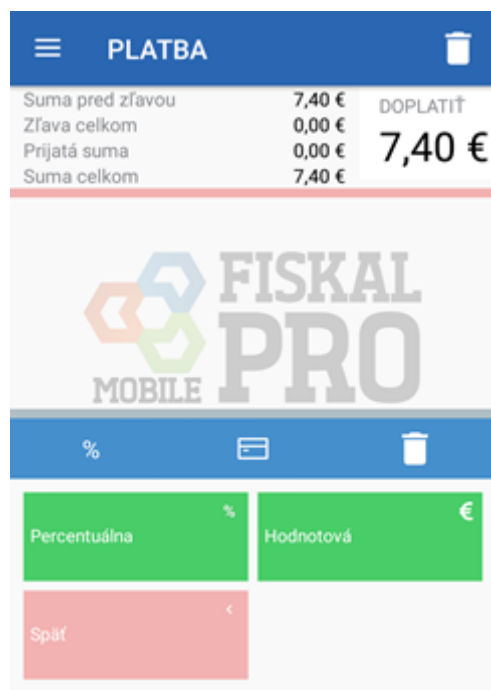 PLATBA
Suma pred zľavou 7,40 €
Zľava celkom 0,00 €
Prijatá suma 0,00 €
Suma celkom 7,40 €
DOPLATIŤ
7,40 €
FISKAL
PRO
MOBILE
%
%
Percentuálna
€
Hodnotová
<
Späť